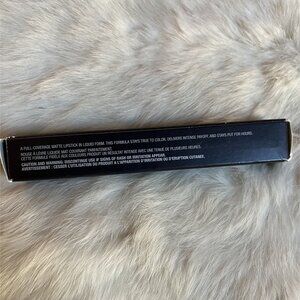 A FULL-COVERAGE MATTE LIPSTICK IN LIQUID FORM. THIS FORMULA STAYS TRUE TO COLOR, DELIVERS INTENSE PAYOFF AND STAYS PUT FOR HOURS.
ROUGE À LÈVRE LIQUIDE MAT COUVRANT PARFAITEMENT.
CETTE FORMULE FIDÈLE AUX COULEURS PRODUIT UN RÉSULTAT INTENSE AVEC UNE TENUE DE PLUSIEURS HEURES.
CAUTION AND WARNING: DISCONTINUE USE IF SIGNS OF RASH OR IRRITATION APPEAR.
AVERTISSEMENT : CESSER L'UTILISATION DU PRODUIT À L'APPARITION D'IRRITATION OU D'ÉRUPTION CUTANÉE.